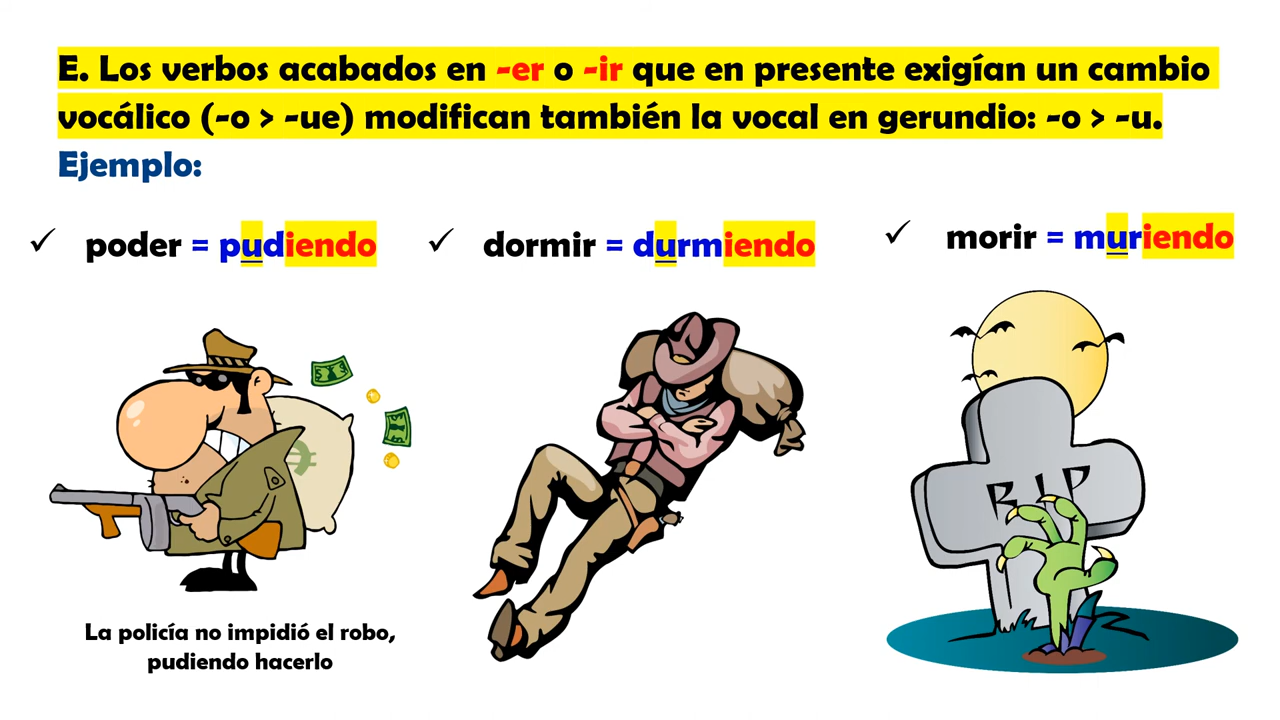 E. Los verbos acabados en -er o -ir que en presente exigían un cambio
vocálico (-o > -ue) modifican también la vocal en gerundio: -o > -u.
Ejemplo:
✓ poder = pudiendo
✓ dormir = durmiendo
✓ morir = muriendo
$ $
$
$
RIP
La policía no impidió el robo,
pudiendo hacerlo